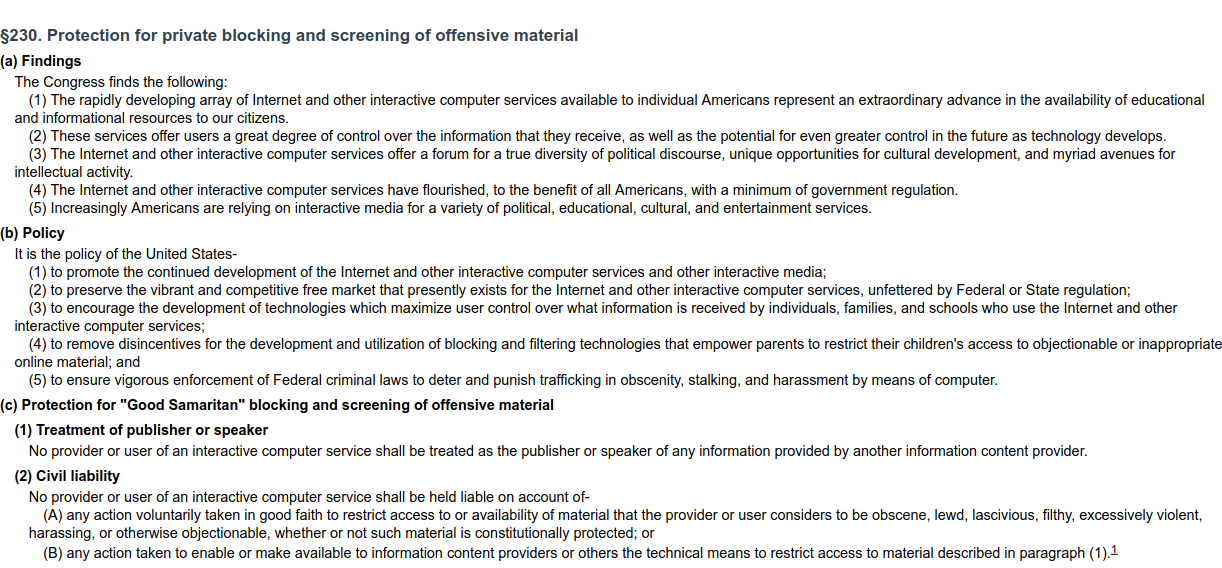 §230. Protection for private blocking and screening of offensive material
(a) Findings
The Congress finds the following:
(1) The rapidly developing array of Internet and other interactive computer services available to individual Americans represent an extraordinary advance in the availability of educational
and informational resources to our citizens.
(2) These services offer users a great degree of control over the information that they receive, as well as the potential for even greater control in the future as technology develops.
(3) The Internet and other interactive computer services offer a forum for a true diversity of political discourse, unique opportunities for cultural development, and myriad avenues for
intellectual activity.
(4) The Internet and other interactive computer services have flourished, to the benefit of all Americans, with a minimum of government regulation.
(5) Increasingly Americans are relying on interactive media for a variety of political, educational, cultural, and entertainment services.
(b) Policy
It is the policy of the United States-
(1) to promote the continued development of the Internet and other interactive computer services and other interactive media;
(2) to preserve the vibrant and competitive free market that presently exists for the Internet and other interactive computer services, unfettered by Federal or State regulation;
(3) to encourage the development of technologies which maximize user control over what information is received by individuals, families, and schools who use the Internet and other
interactive computer services;
(4) to remove disincentives for the development and utilization of blocking and filtering technologies that empower parents to restrict their children's access to objectionable or inappropriate
online material; and
(5) to ensure vigorous enforcement of Federal criminal laws to deter and punish trafficking in obscenity, stalking, and harassment by means of computer.
(c) Protection for "Good Samaritan" blocking and screening of offensive material
(1) Treatment of publisher or speaker
No provider or user of an interactive computer service shall be treated as the publisher or speaker of any information provided by another information content provider.
(2) Civil liability
No provider or user of an interactive computer service shall be held liable on account of-
(A) any action voluntarily taken in good faith to restrict access to or availability of material that the provider or user considers to be obscene, lewd, lascivious, filthy, excessively violent,
harassing, or otherwise objectionable, whether or not such material is constitutionally protected; or
(B) any action taken to enable or make available to information content providers or others the technical means to restrict access to material described in paragraph (1).1